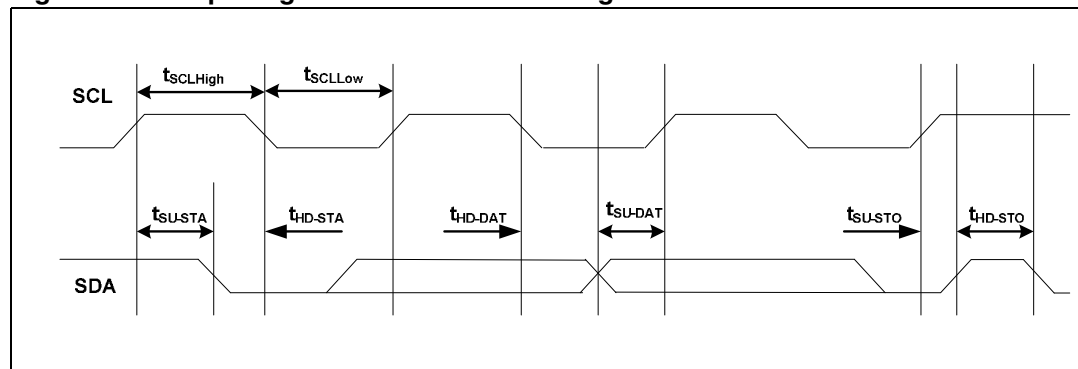 tSCLHigh tSCLLow
SCL
tSU-STA tHD-STA tHD-DAT tSU-DAT tSU-STO tHD-STO
SDA